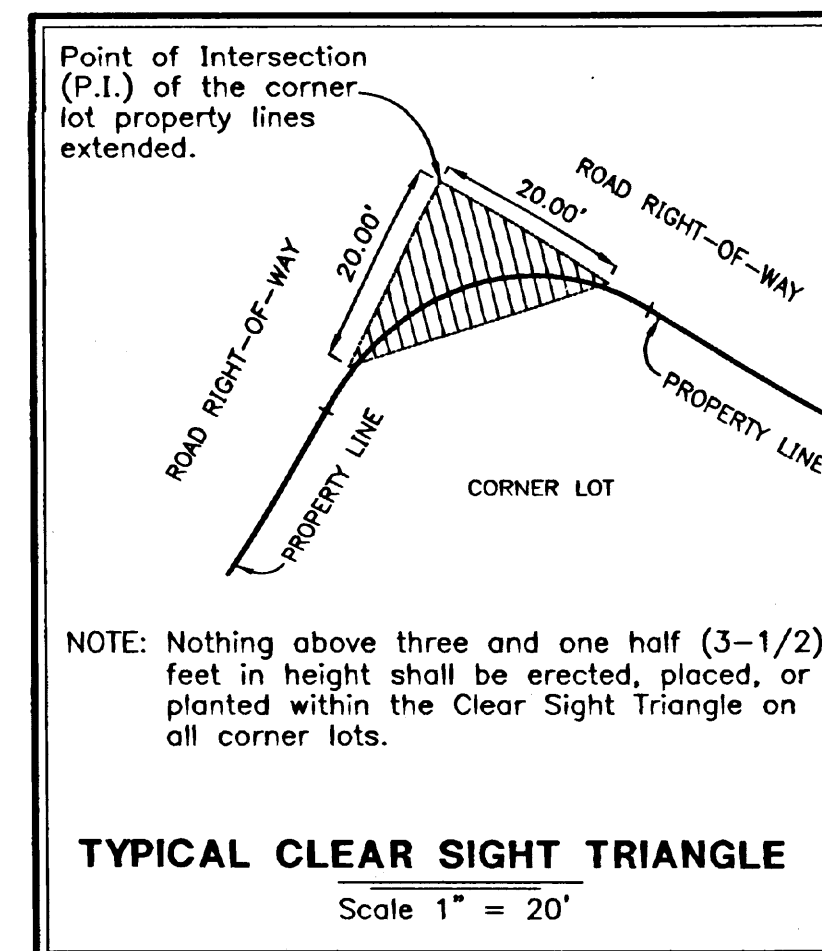 Point of Intersection
(P.I.) of the corner
lot property lines
extended.
20.00'
20.00'
ROAD RIGHT-OF-WAY
ROAD RIGHT-OF-WAY
PROPERTY LINE
PROPERTY LINE
CORNER LOT
NOTE: Nothing above three and one half (3-1/2)
feet in height shall be erected, placed, or
planted within the Clear Sight Triangle on
all corner lots.
TYPICAL CLEAR SIGHT TRIANGLE
Scale 1" = 20'